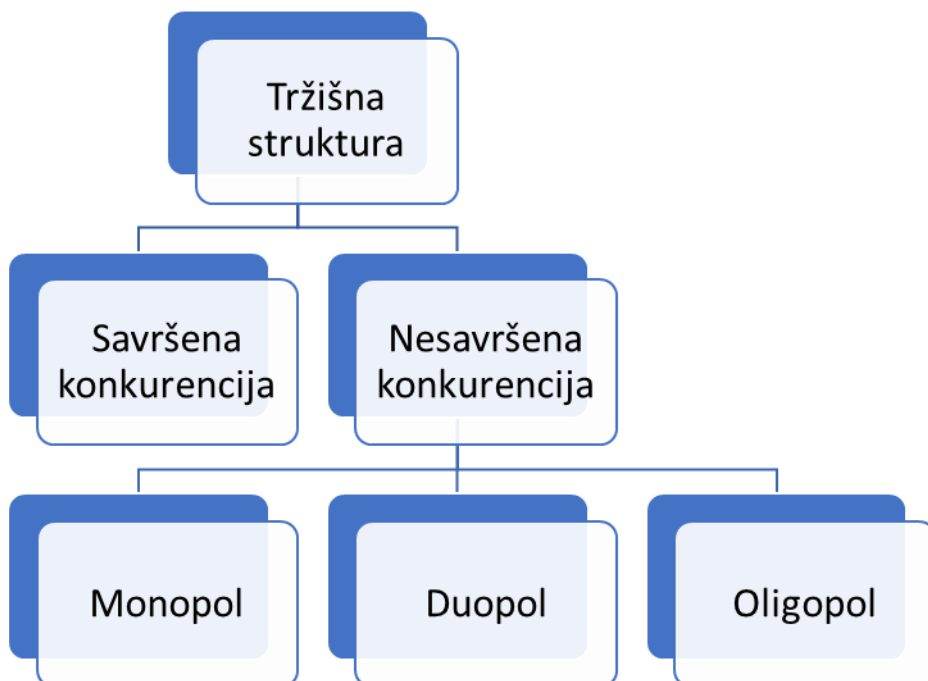 Tržišna
struktura
Savršena
konkurencija
Nesavršena
konkurencija
Monopol
Duopol
Oligopol